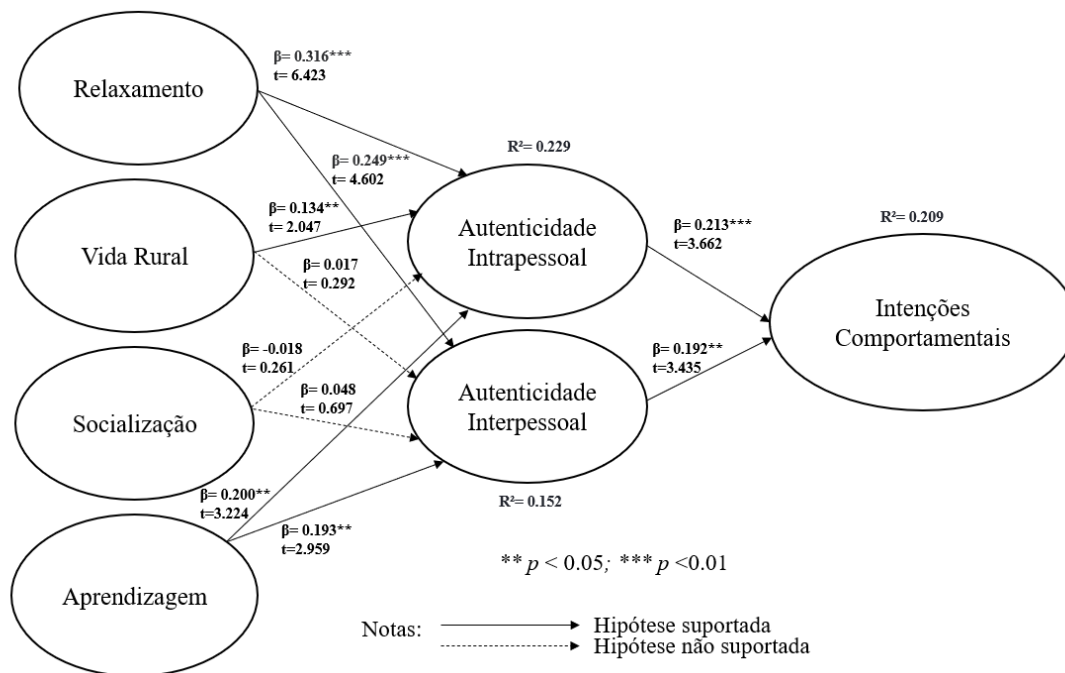 β= 0.316***
t= 6.423
Relaxamento
R²= 0.229
β= 0.249***
t= 4.602
β= 0.134**
t= 2.047
Autenticidade
Intrapessoal
β= 0.213***
t=3.662
R²= 0.209
Vida Rural
β= 0.017
t= 0.292
Intenções
Comportamentais
β= -0.018
t= 0.261
β= 0.192**
t=3.435
β= 0.048
t= 0.697
Autenticidade
Interpessoal
Socialização
β= 0.200**
t=3.224
R²= 0.152
β= 0.193**
t=2.959
** p < 0.05; *** p <0.01
Aprendizagem
Notas:
Hipótese suportada
Hipótese não suportada